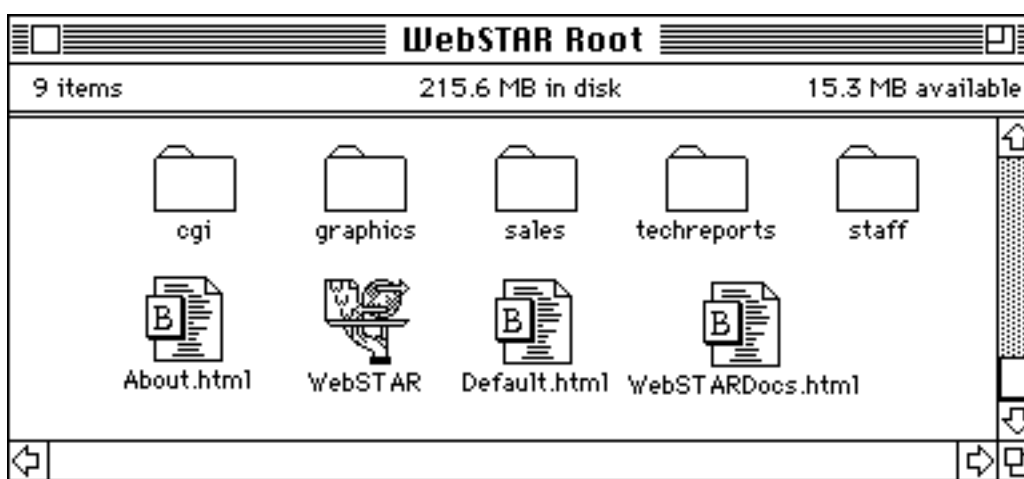 WebSTAR Root
9 items 215.6 MB in disk 15.3 MB available
cgi graphics sales techreports staff
B B B
About.html WebSTAR Default.html WebSTARDocs.html